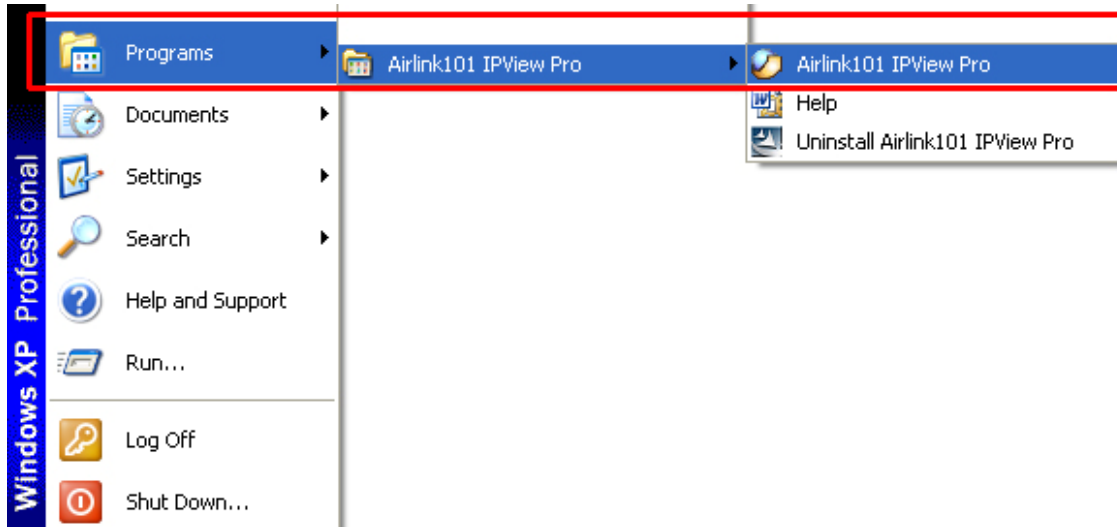 Programs
Airlink101 IPView Pro
Airlink101 IPView Pro
Documents
Help
Settings
Uninstall Airlink101 IPView Pro
Search
Help and Support
Run...
Log Off
Shut Down...
Windows XP Professional